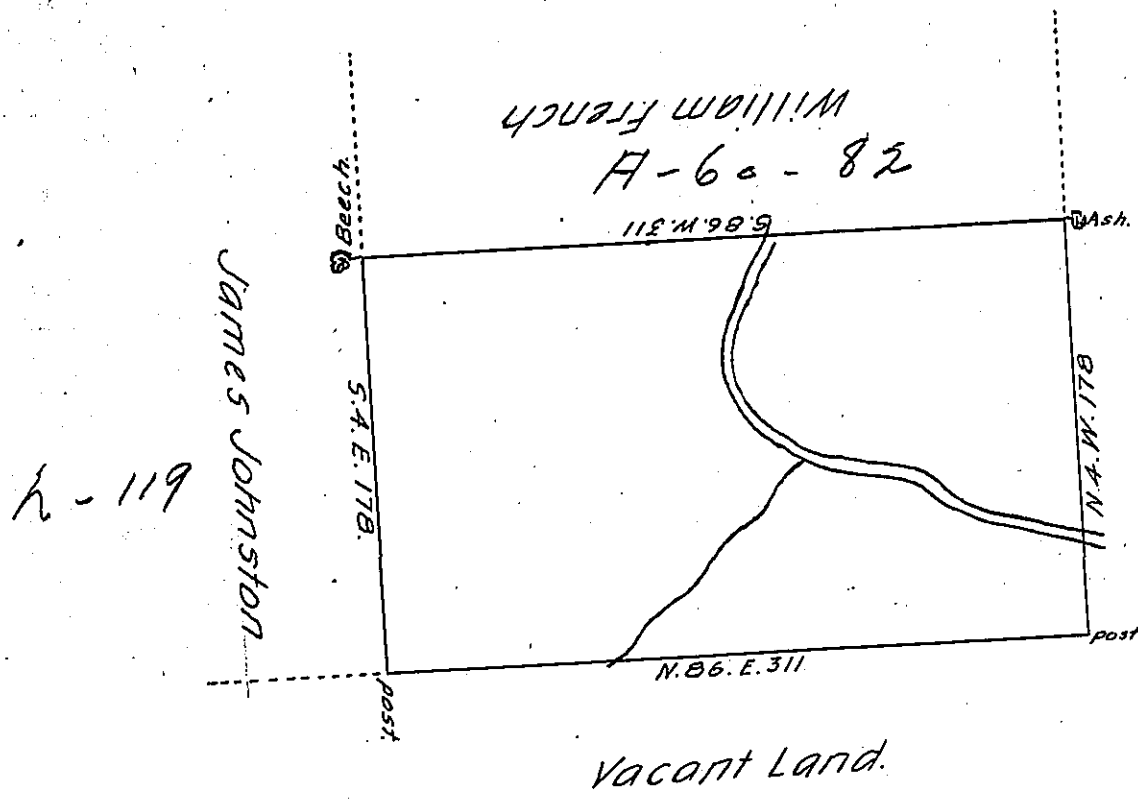 William French
A-60-82
S.86.W.311
Beech.
Ash.
James Johnston
h-119
S.4.E.178.
N.4.W.178
N.86.E.311
post
post.
Vacant Land.